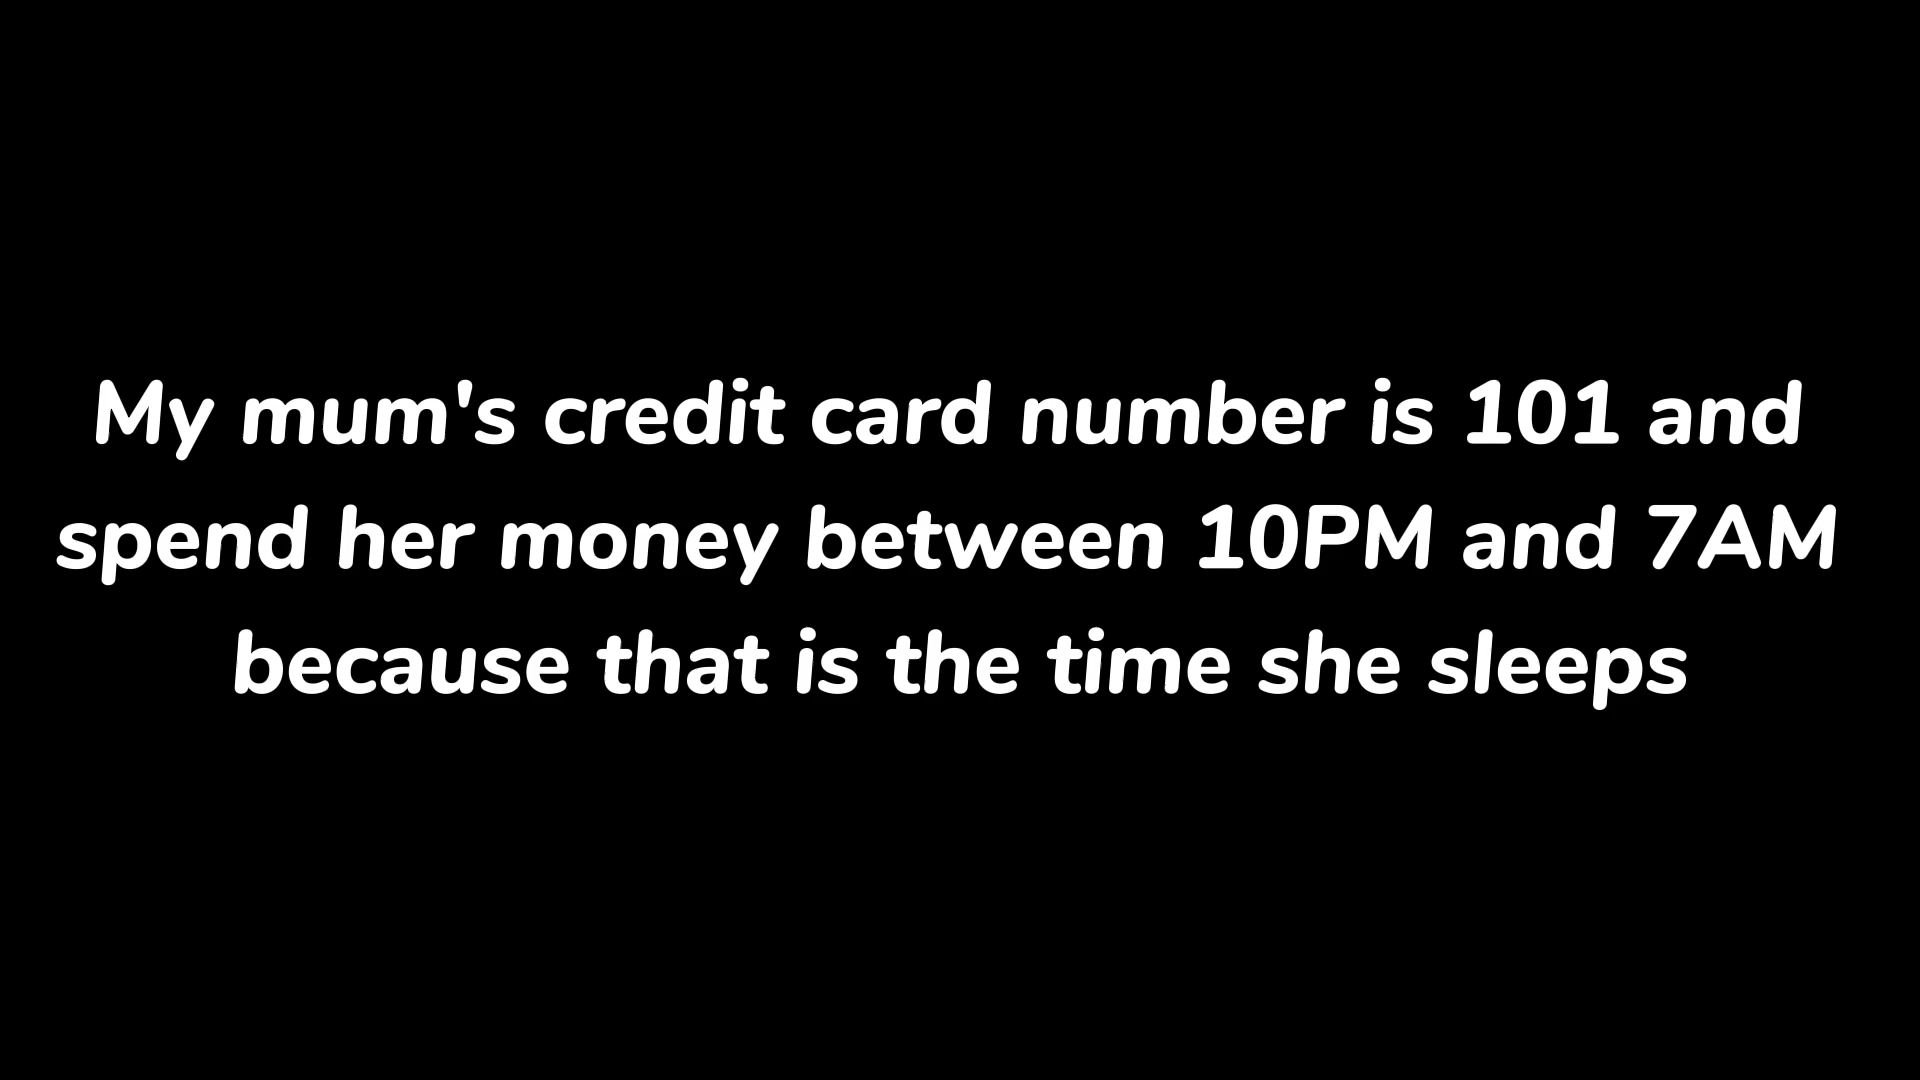 My mum's credit card number is 101 and
spend her money between 10PM and 7AM
because that is the time she sleeps